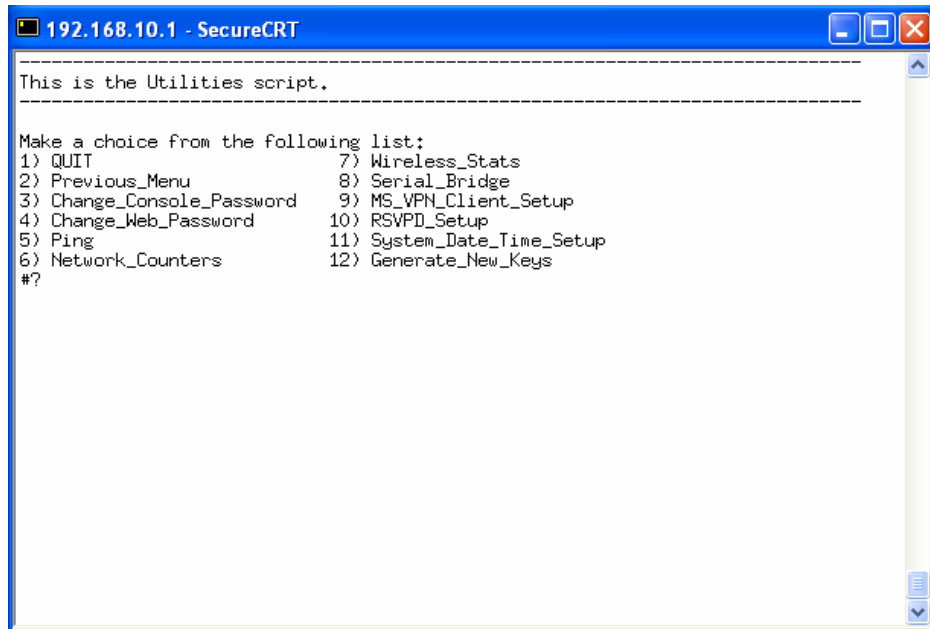 192.168.10.1 - SecureCRT
--------------------------------------------------------------------------------
This is the Utilities script.
--------------------------------------------------------------------------------
Make a choice from the following list:
1) QUIT 7) Wireless_Stats
2) Previous_Menu 8) Serial_Bridge
3) Change_Console_Password 9) MS_VPN_Client_Setup
4) Change_Web_Password 10) RSVPD_Setup
5) Ping 11) System_Date_Time_Setup
6) Network_Counters 12) Generate_New_Keys
#?